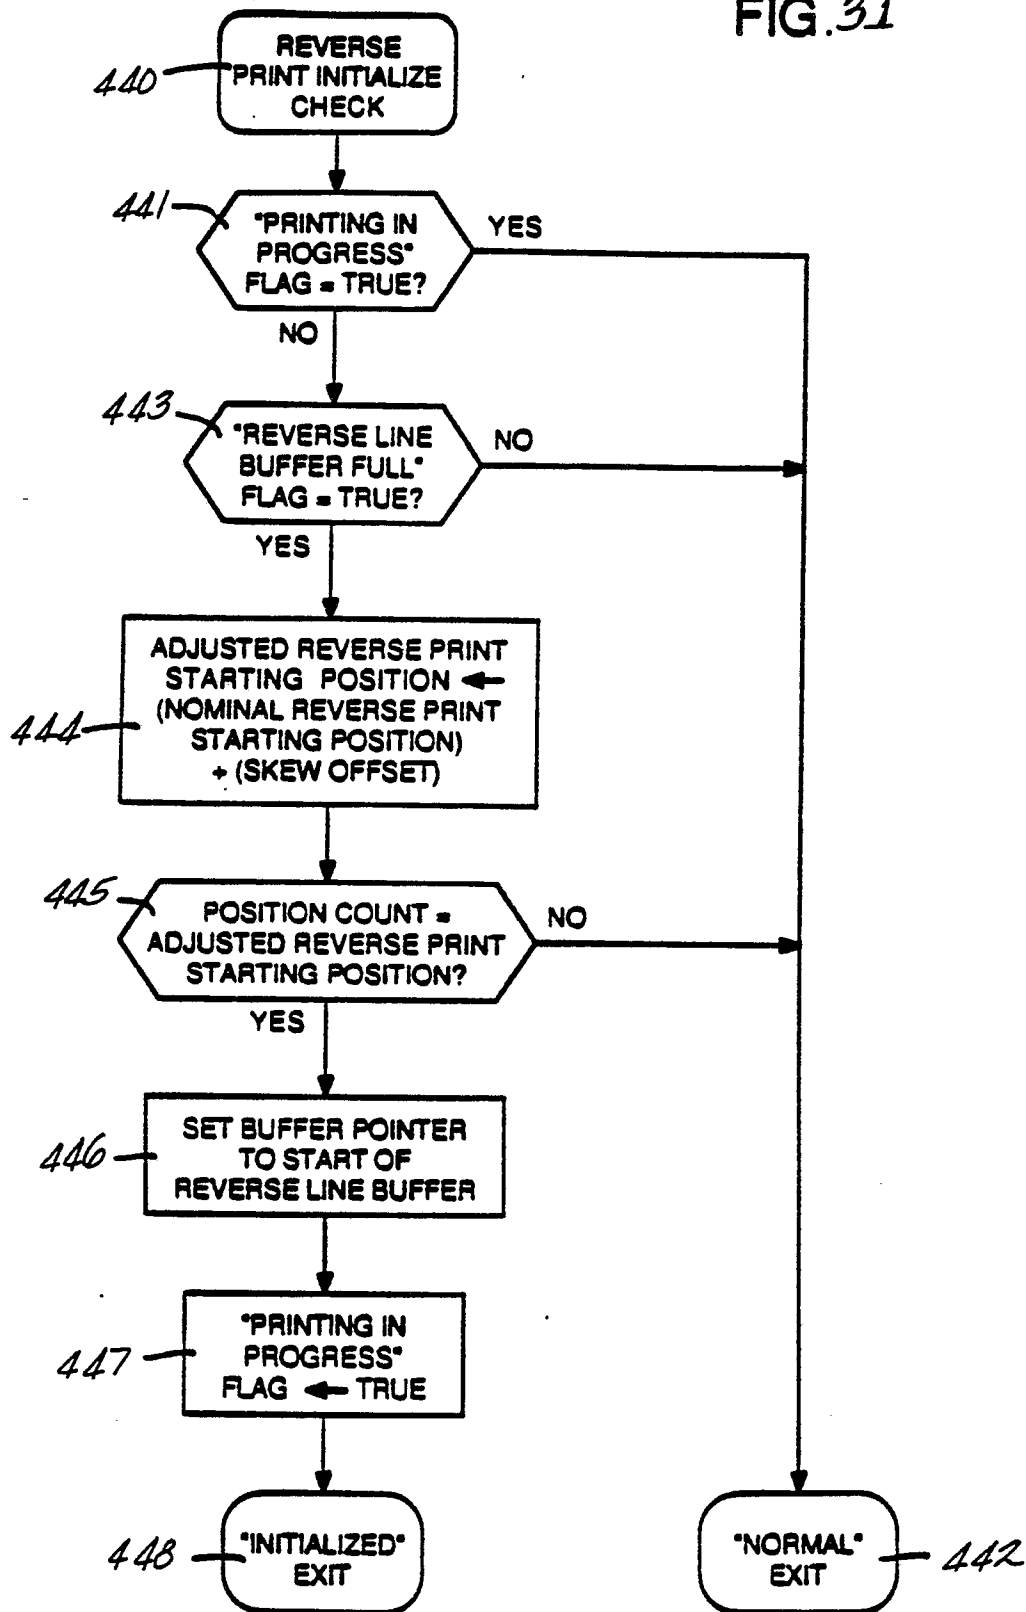 FIG.31
REVERSE
PRINT INITIALIZE
CHECK
440
441
"PRINTING IN
PROGRESS"
FLAG = TRUE?
YES
NO
443
"REVERSE LINE
BUFFER FULL"
FLAG = TRUE?
NO
YES
444
ADJUSTED REVERSE PRINT
STARTING POSITION ←
(NOMINAL REVERSE PRINT
STARTING POSITION)
+ (SKEW OFFSET)
445
POSITION COUNT =
ADJUSTED REVERSE PRINT
STARTING POSITION?
NO
YES
446
SET BUFFER POINTER
TO START OF
REVERSE LINE BUFFER
447
"PRINTING IN
PROGRESS"
FLAG ← TRUE
448
"INITIALIZED"
EXIT
"NORMAL"
EXIT
442